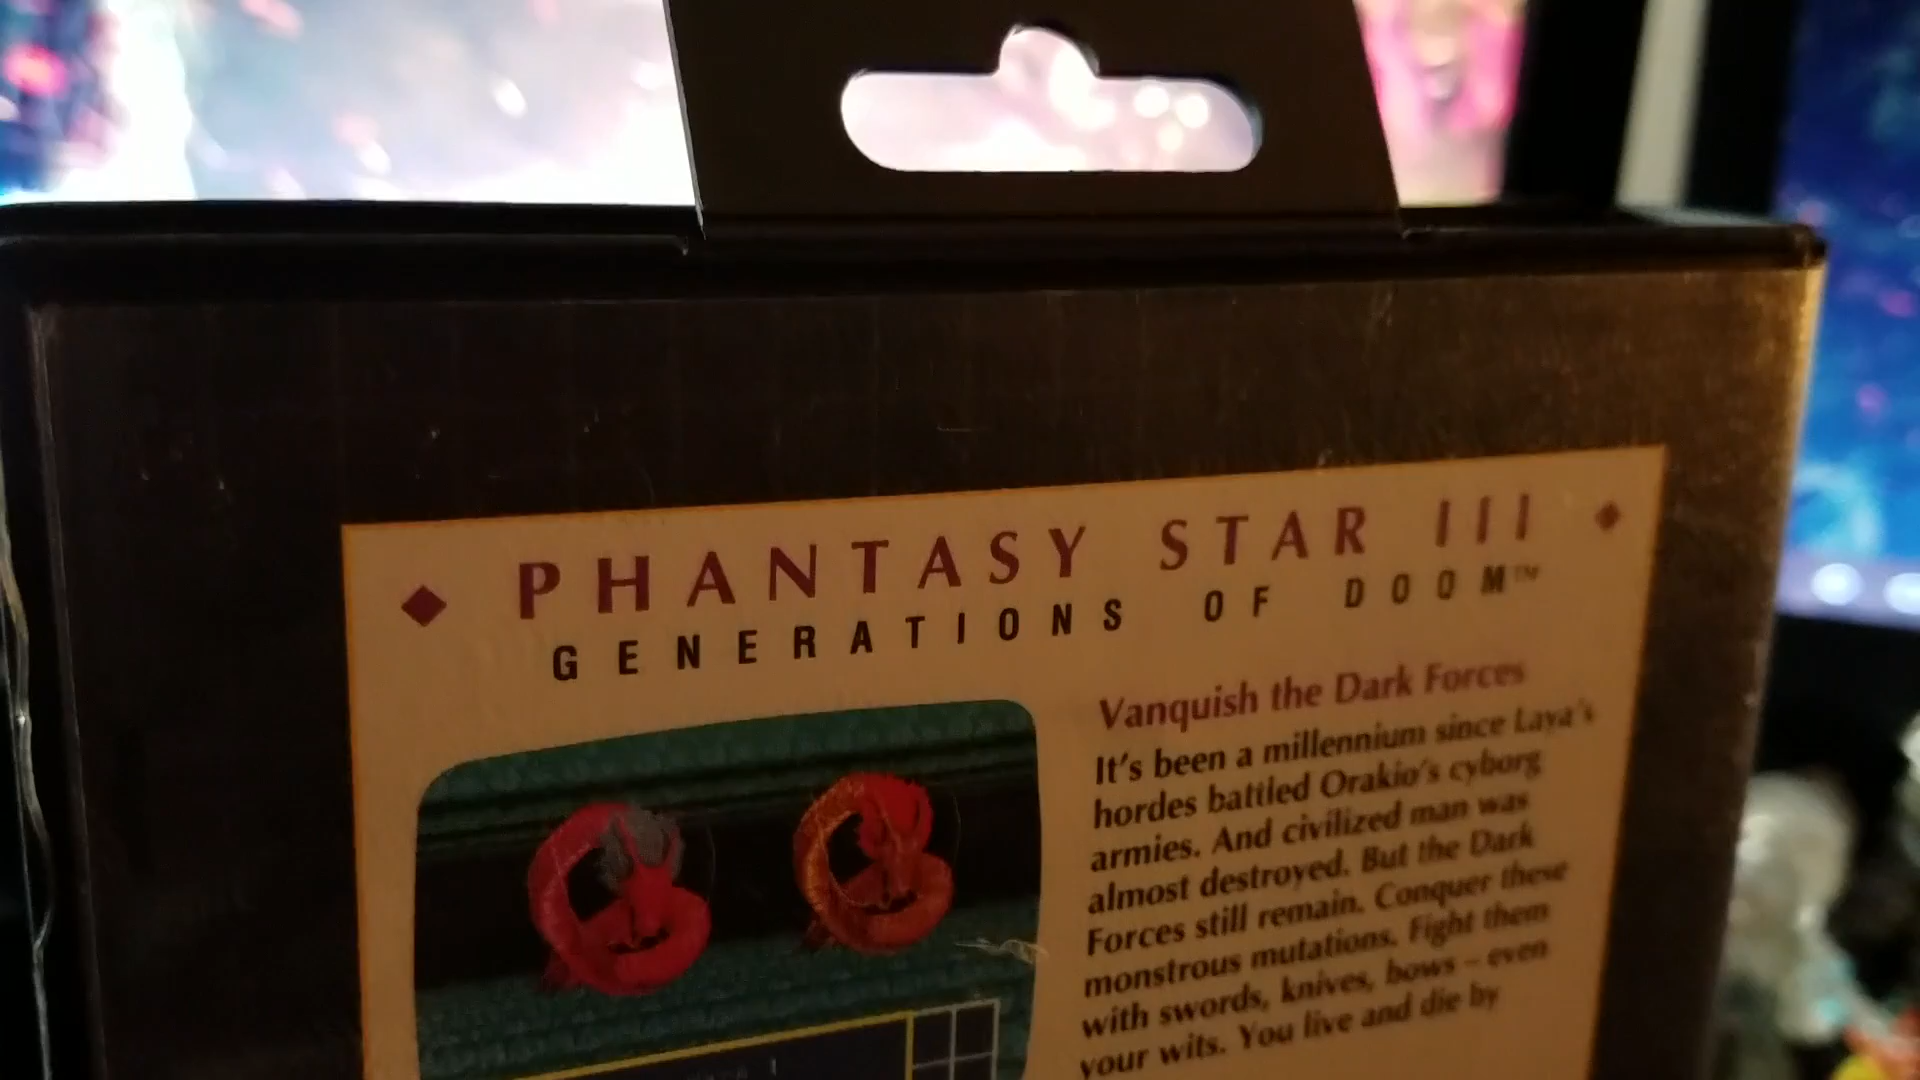 PHANTASY STAR III
GENERATIONS OF DOOM™
Vanquish the Dark Forces
It's been a millennium since Laya's
hordes battled Orakio's cyborg
armies. And civilized man was
almost destroyed. But the Dark
Forces still remain. Conquer these
monstrous mutations. Fight them
with swords, knives, bows – even
your wits. You live and die by